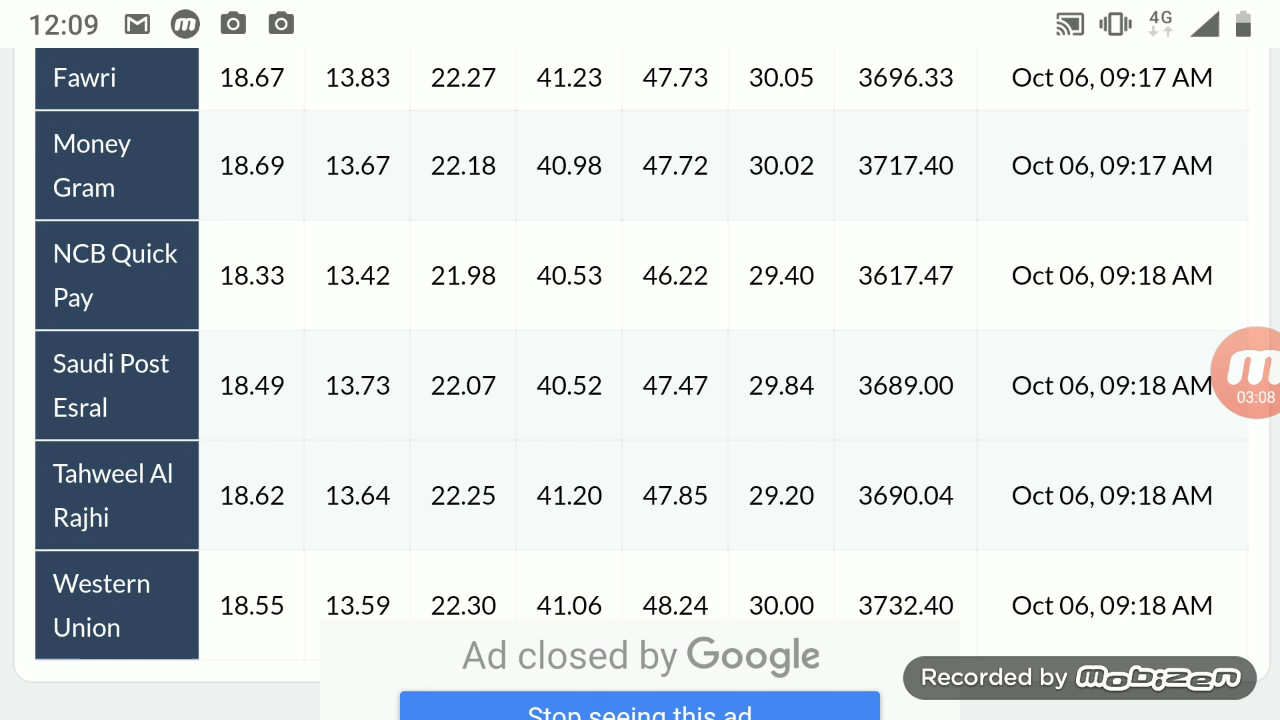 12:09 4G
Fawri 18.67 13.83 22.27 41.23 47.73 30.05 3696.33 Oct 06, 09:17 AM
Money
Gram 18.69 13.67 22.18 40.98 47.72 30.02 3717.40 Oct 06, 09:17 AM
NCB Quick
Pay 18.33 13.42 21.98 40.53 46.22 29.40 3617.47 Oct 06, 09:18 AM
Saudi Post
Esral 18.49 13.73 22.07 40.52 47.47 29.84 3689.00 Oct 06, 09:18 AM
03:08
Tahweel Al
Rajhi 18.62 13.64 22.25 41.20 47.85 29.20 3690.04 Oct 06, 09:18 AM
Western
Union 18.55 13.59 22.30 41.06 48.24 30.00 3732.40 Oct 06, 09:18 AM
Ad closed by Google
Recorded by mobizen
Stop seeing this ad